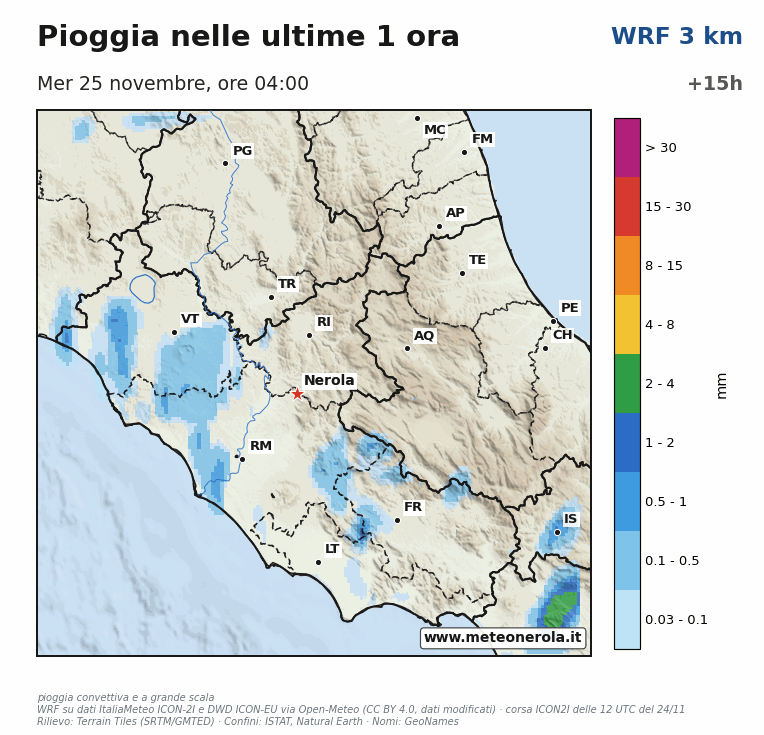 Pioggia nelle ultime 1 ora
WRF 3 km
Mer 25 novembre, ore 04:00
+15h
MC
FM
PG
AP
TE
TR
PE
VT
RI
AQ
CH
Nerola
RM
FR
IS
LT
www.meteonerola.it
> 30
15 - 30
8 - 15
4 - 8
2 - 4
1 - 2
0.5 - 1
0.1 - 0.5
0.03 - 0.1
mm
pioggia convettiva e a grande scala
WRF su dati ItaliaMeteo ICON-2I e DWD ICON-EU via Open-Meteo (CC BY 4.0, dati modificati) · corsa ICON2I delle 12 UTC del 24/11
Rilievo: Terrain Tiles (SRTM/GMTED) · Confini: ISTAT, Natural Earth · Nomi: GeoNames